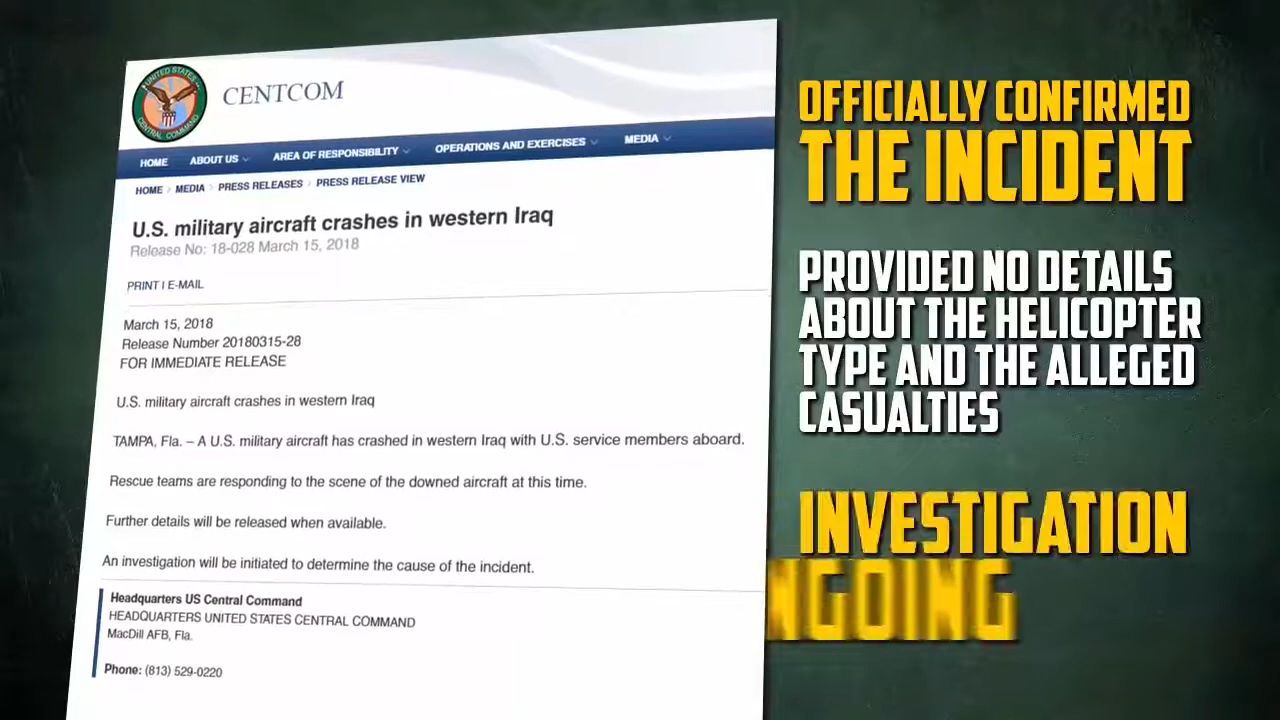 UNITED STATES
CENTRAL COMMAND
CENTCOM
HOME ABOUT US AREA OF RESPONSIBILITY OPERATIONS AND EXERCISES MEDIA
HOME > MEDIA > PRESS RELEASES > PRESS RELEASE VIEW
U.S. military aircraft crashes in western Iraq
Release No: 18-028 March 15, 2018
PRINT | E-MAIL
March 15, 2018
Release Number 20180315-28
FOR IMMEDIATE RELEASE
U.S. military aircraft crashes in western Iraq
TAMPA, Fla. – A U.S. military aircraft has crashed in western Iraq with U.S. service members aboard.
Rescue teams are responding to the scene of the downed aircraft at this time.
Further details will be released when available.
An investigation will be initiated to determine the cause of the incident.
Headquarters US Central Command
HEADQUARTERS UNITED STATES CENTRAL COMMAND
MacDill AFB, Fla.
Phone: (813) 529-0220
OFFICIALLY CONFIRMED
THE INCIDENT
PROVIDED NO DETAILS
ABOUT THE HELICOPTER
TYPE AND THE ALLEGED
CASUALTIES
INVESTIGATION
NGOING